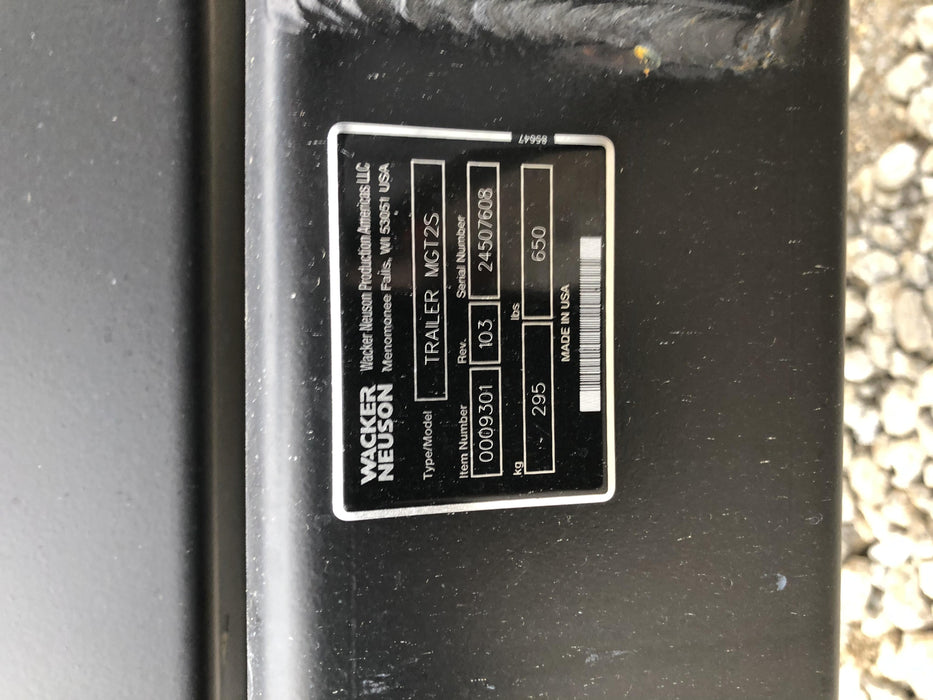 WACKER
NEUSON
Wacker Neuson Production Americas LLC
Menomonee Falls, WI 53051 USA
Type/Model TRAILER MGT2S
Item Number Rev. Serial Number
0009301 103 24507608
kg lbs
295 650
MADE IN USA
85647